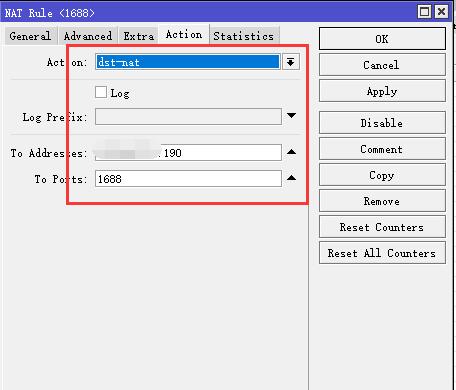 NAT Rule <1688>
General Advanced Extra Action Statistics
Action: dst-nat
Log
Log Prefix:
To Addresses: .190
To Ports: 1688
OK
Cancel
Apply
Disable
Comment
Copy
Remove
Reset Counters
Reset All Counters